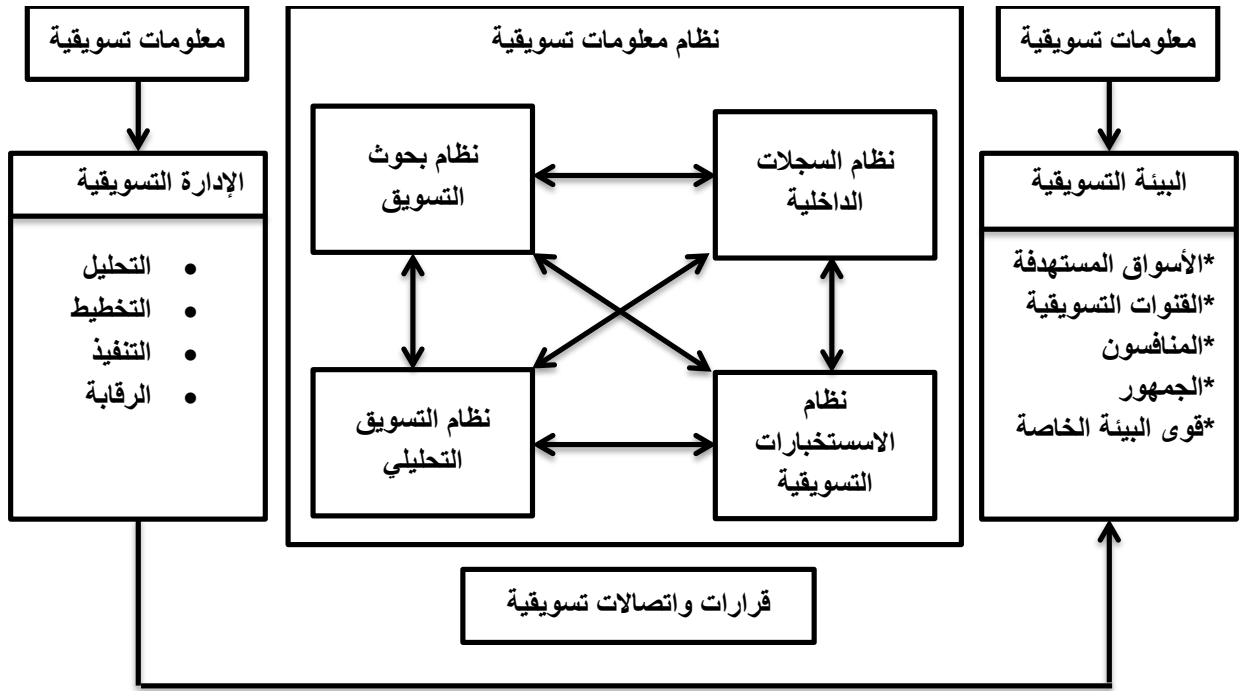 معلومات تسويقية
نظام معلومات تسويقية
معلومات تسويقية
البيئة التسويقية
*الأسواق المستهدفة
*القنوات التسويقية
*المنافسون
*الجمهور
*قوى البيئة الخاصة
نظام السجلات
الداخلية
نظام بحوث
التسويق
نظام
الاسستخبارات
التسويقية
نظام التسويق
التحليلي
الإدارة التسويقية
• التحليل
• التخطيط
• التنفيذ
• الرقابة
قرارات واتصالات تسويقية